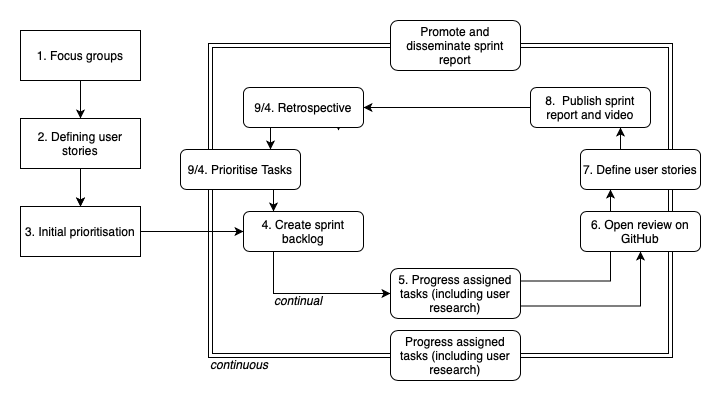 Promote and
disseminate sprint
report
1. Focus groups
9/4. Retrospective
8.  Publish sprint
report and video
2. Defining user
stories
9/4. Prioritise Tasks
7. Define user stories
3. Initial prioritisation
4. Create sprint
backlog
6. Open review on
GitHub
5. Progress assigned
tasks (including user
research)
continual
Progress assigned
tasks (including user
research)
continuous